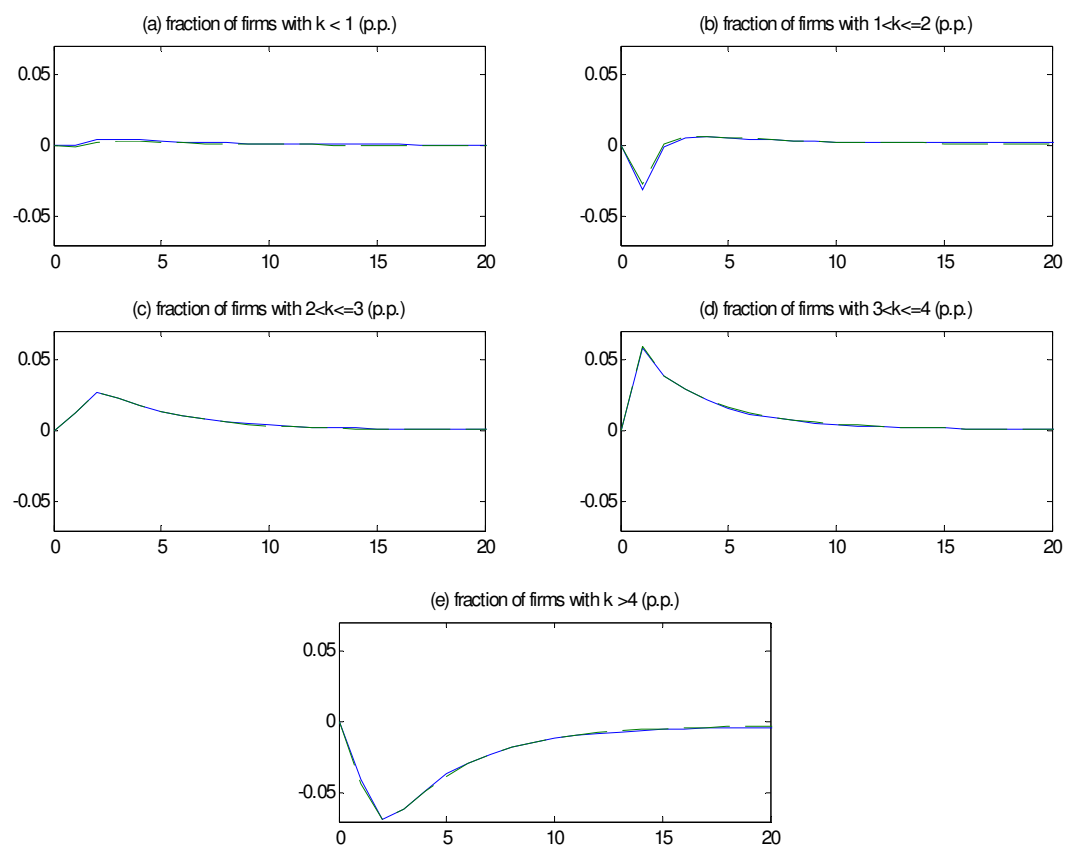 (a) fraction of firms with k < 1 (p.p.)
0.05
0
-0.05
0 5 10 15 20
(b) fraction of firms with 1<k<=2 (p.p.)
0.05
0
-0.05
0 5 10 15 20
(c) fraction of firms with 2<k<=3 (p.p.)
0.05
0
-0.05
0 5 10 15 20
(d) fraction of firms with 3<k<=4 (p.p.)
0.05
0
-0.05
0 5 10 15 20
(e) fraction of firms with k >4 (p.p.)
0.05
0
-0.05
0 5 10 15 20